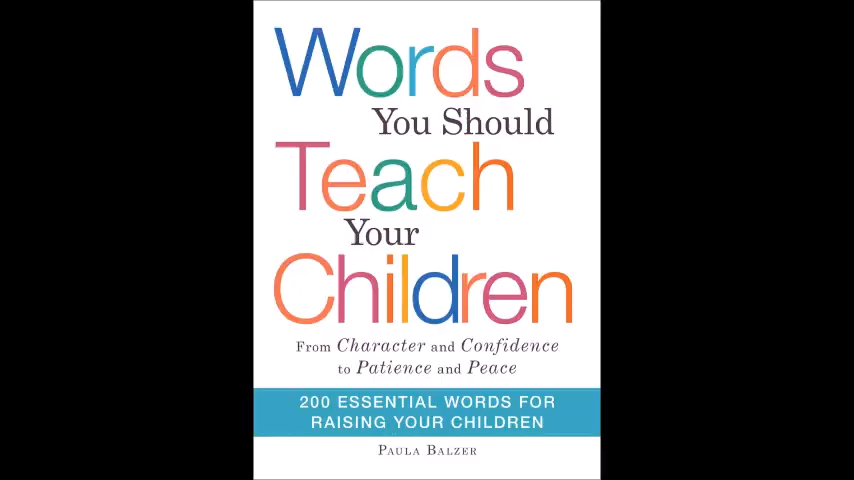 Words
You Should
Teach
Your
Children
From Character and Confidence
to Patience and Peace
200 ESSENTIAL WORDS FOR
RAISING YOUR CHILDREN
PAULA BALZER